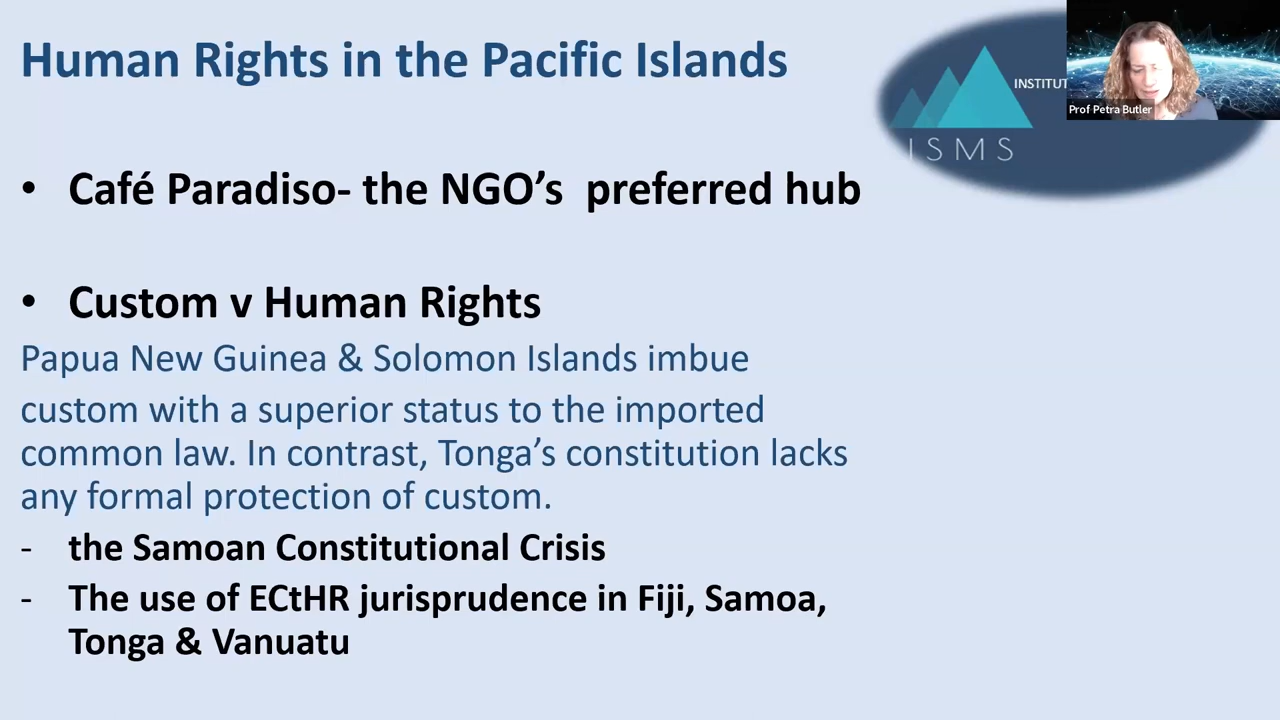 Human Rights in the Pacific Islands
INSTITUT
ISMS
Prof Petra Butler
• Café Paradiso- the NGO’s  preferred hub
• Custom v Human Rights
Papua New Guinea & Solomon Islands imbue
custom with a superior status to the imported
common law. In contrast, Tonga’s constitution lacks
any formal protection of custom.
- the Samoan Constitutional Crisis
- The use of ECtHR jurisprudence in Fiji, Samoa,
Tonga & Vanuatu